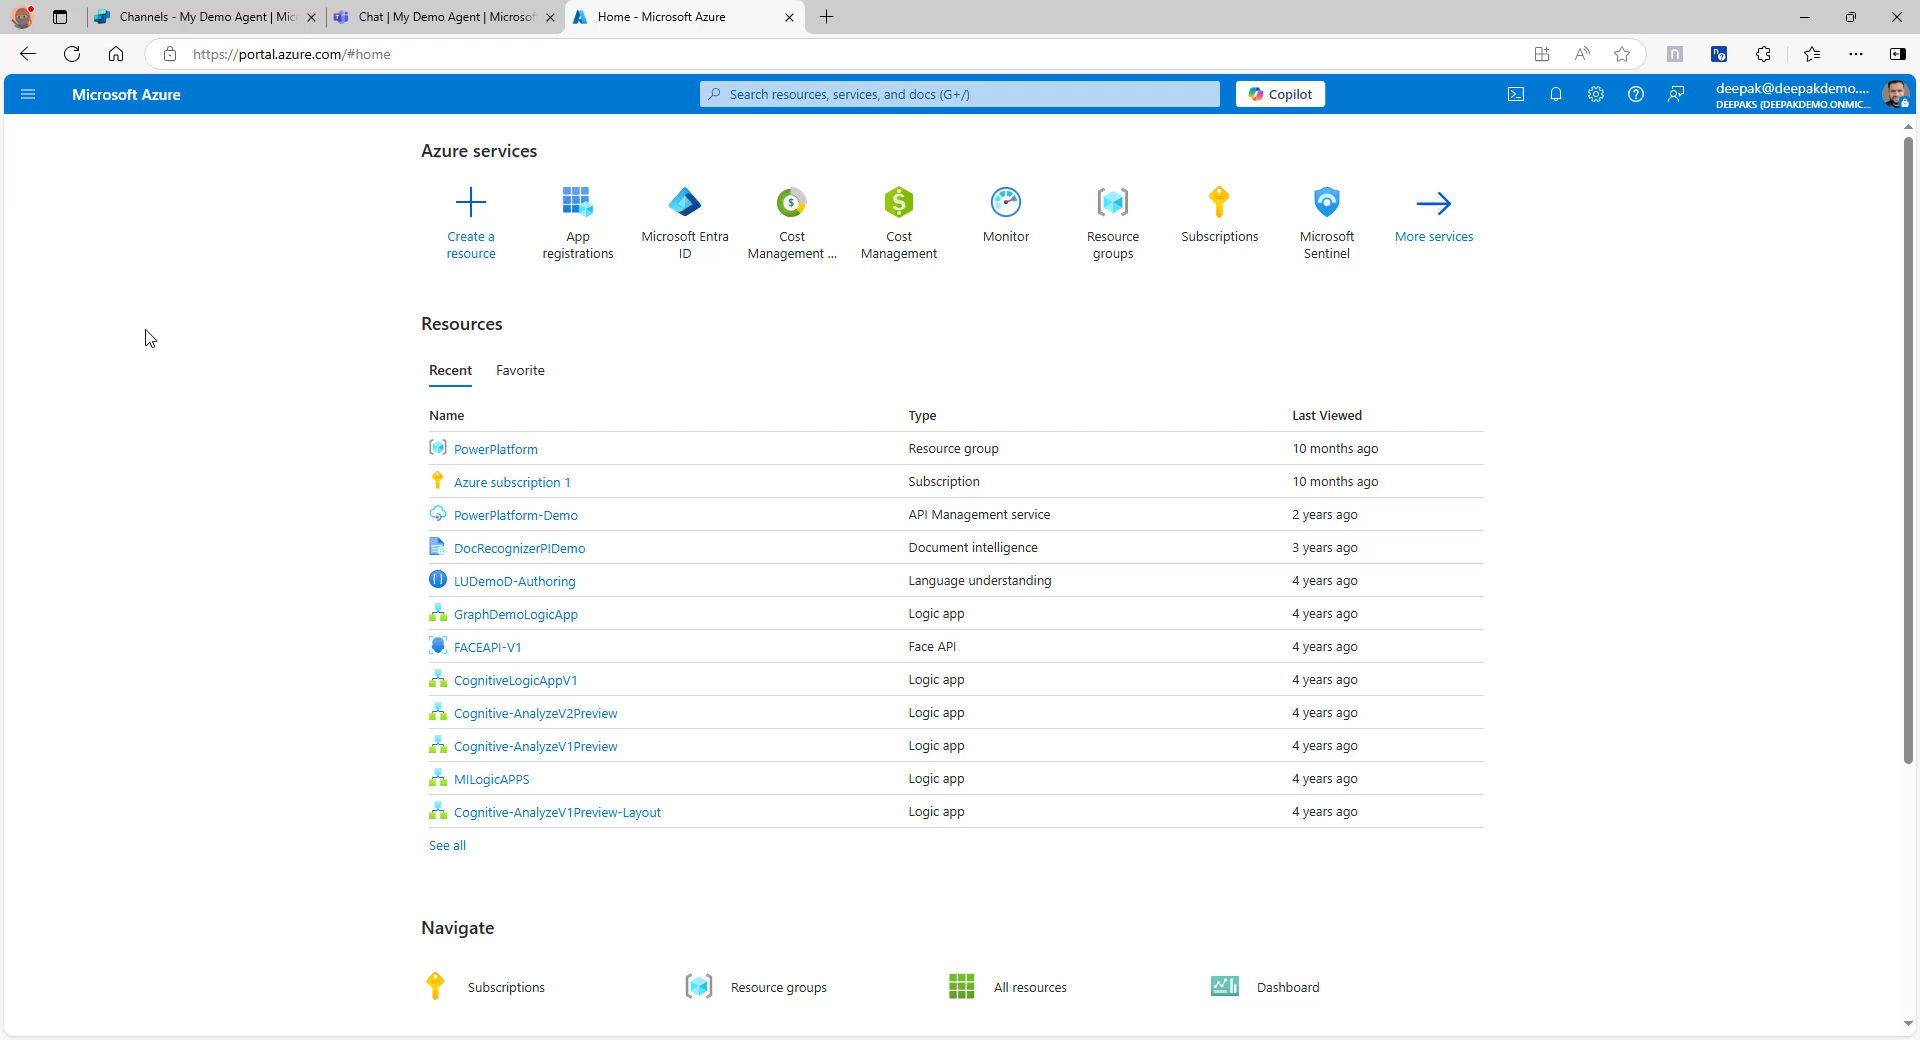 Channels - My Demo Agent | Mic
Chat | My Demo Agent | Microsof
Home - Microsoft Azure
https://portal.azure.com/#home
Microsoft Azure
Search resources, services, and docs (G+/)
Copilot
deepak@deepakdemo....
DEEPAKS (DEEPAKDEMO.ONMIC...
Azure services
Create a resource
App registrations
Microsoft Entra ID
Cost Management ...
Cost Management
Monitor
Resource groups
Subscriptions
Microsoft Sentinel
More services
Resources
Recent
Favorite
Name Type Last Viewed
PowerPlatform Resource group 10 months ago
Azure subscription 1 Subscription 10 months ago
PowerPlatform-Demo API Management service 2 years ago
DocRecognizerPIDemo Document intelligence 3 years ago
LUDemoD-Authoring Language understanding 4 years ago
GraphDemoLogicApp Logic app 4 years ago
FACEAPI-V1 Face API 4 years ago
CognitiveLogicAppV1 Logic app 4 years ago
Cognitive-AnalyzeV2Preview Logic app 4 years ago
Cognitive-AnalyzeV1Preview Logic app 4 years ago
MILogicAPPS Logic app 4 years ago
Cognitive-AnalyzeV1Preview-Layout Logic app 4 years ago
See all
Navigate
Subscriptions
Resource groups
All resources
Dashboard